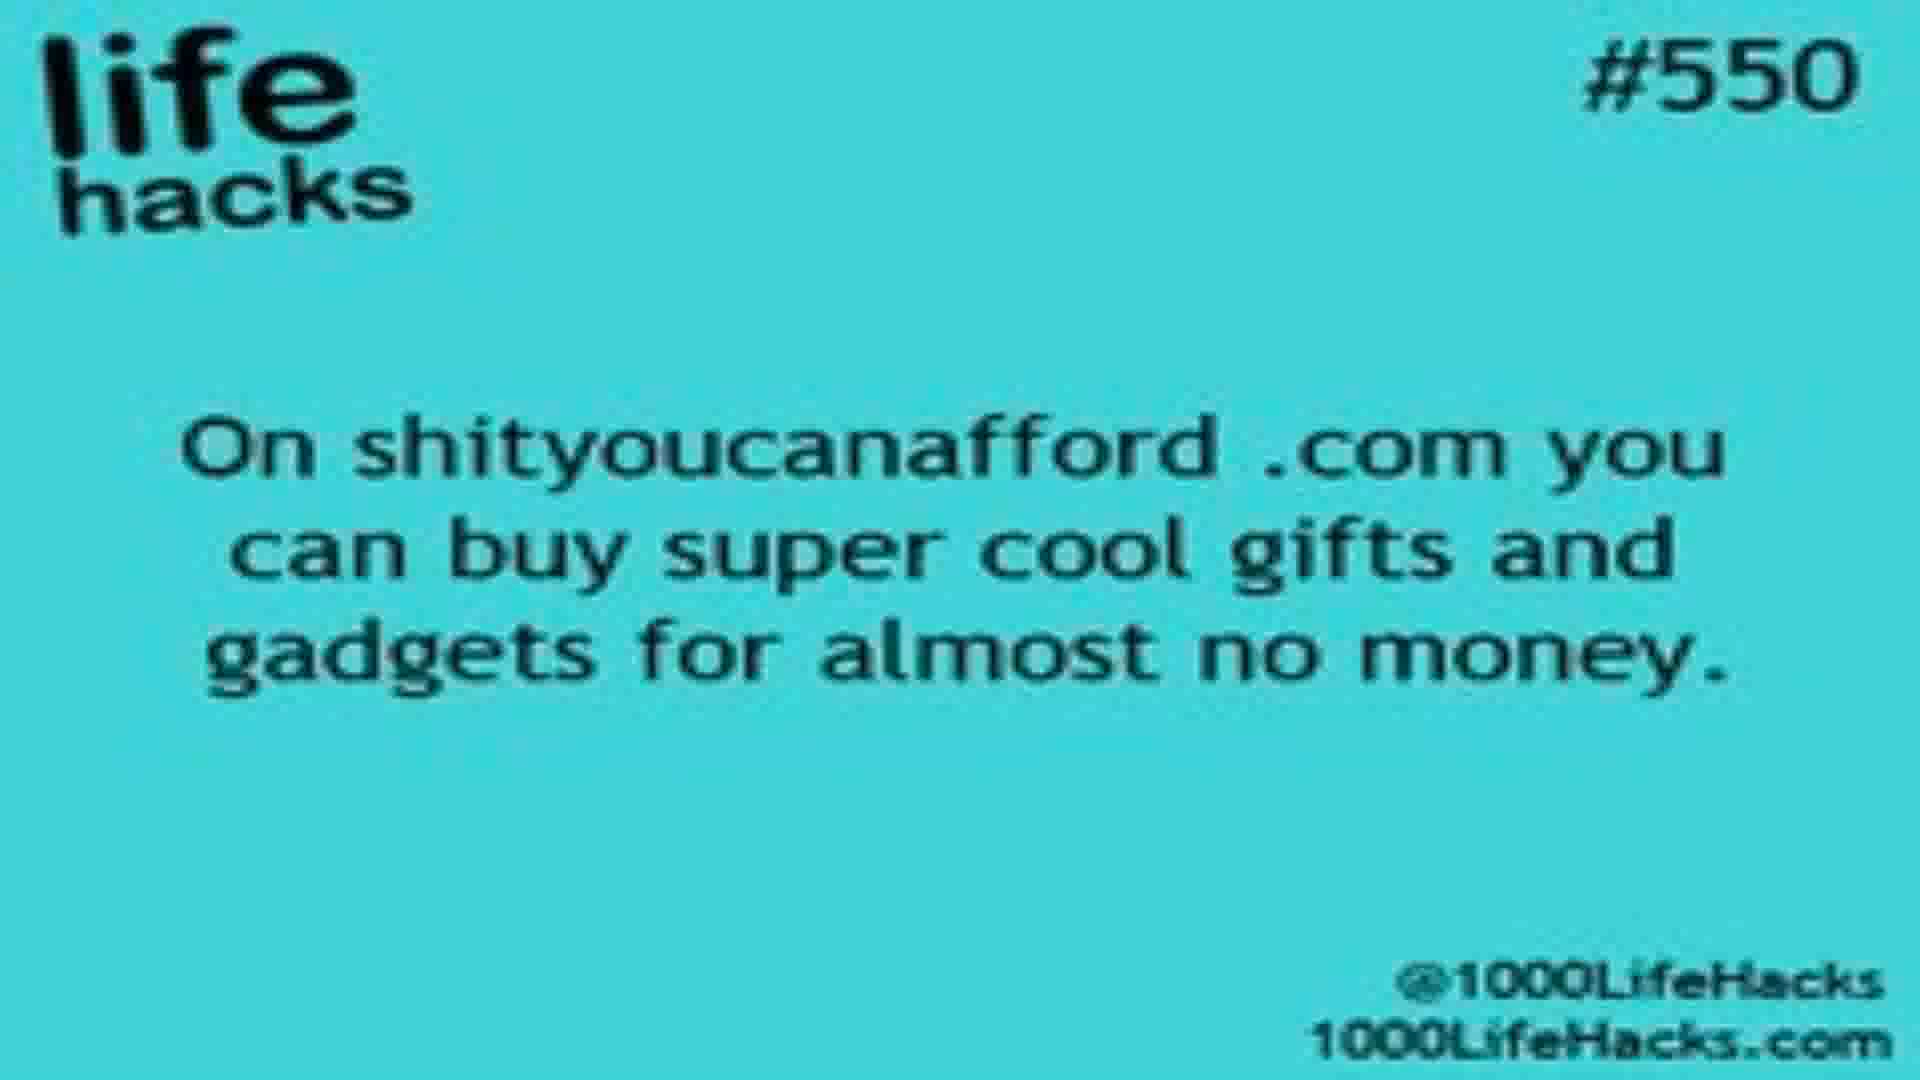 life
hacks
#550
On shityoucanafford .com you
can buy super cool gifts and
gadgets for almost no money.
@1000LifeHacks
1000LifeHacks.com